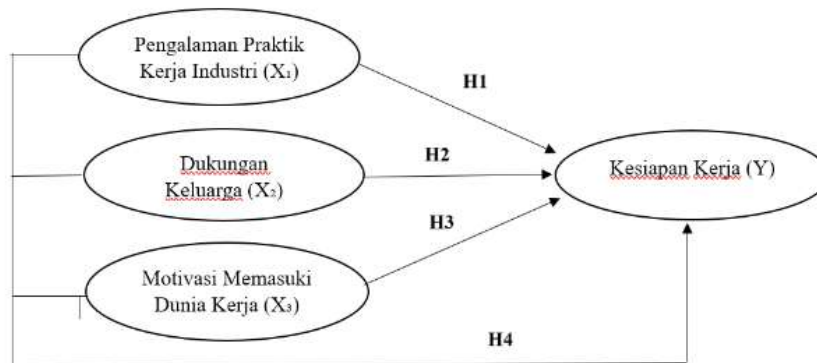 Pengalaman Praktik
Kerja Industri (X₁)
H1
Dukungan
Keluarga (X₂)
H2
Kesiapan Kerja (Y)
H3
Motivasi Memasuki
Dunia Kerja (X₃)
H4